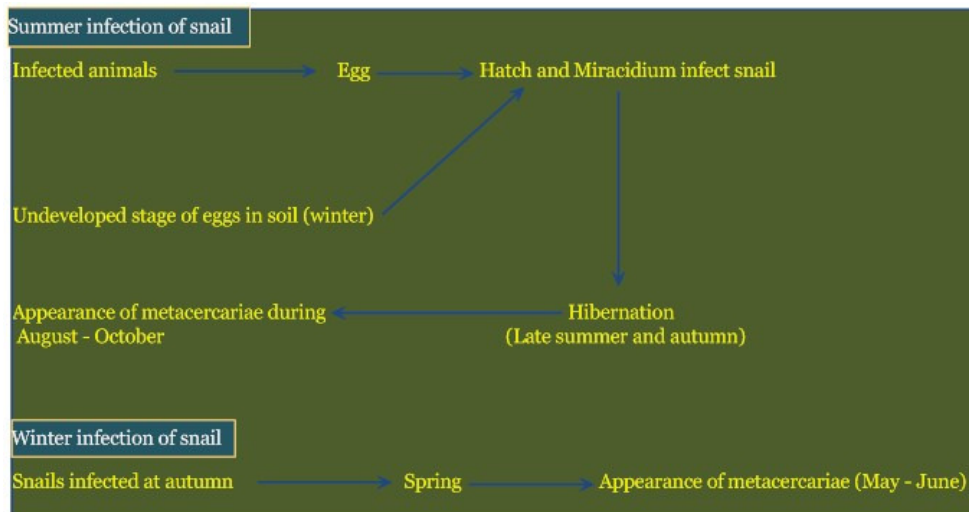 Summer infection of snail
Infected animals
Egg
Hatch and Miracidium infect snail
Undeveloped stage of eggs in soil (winter)
Appearance of metacercariae during
August - October
Hibernation
(Late summer and autumn)
Winter infection of snail
Snails infected at autumn
Spring
Appearance of metacercariae (May - June)